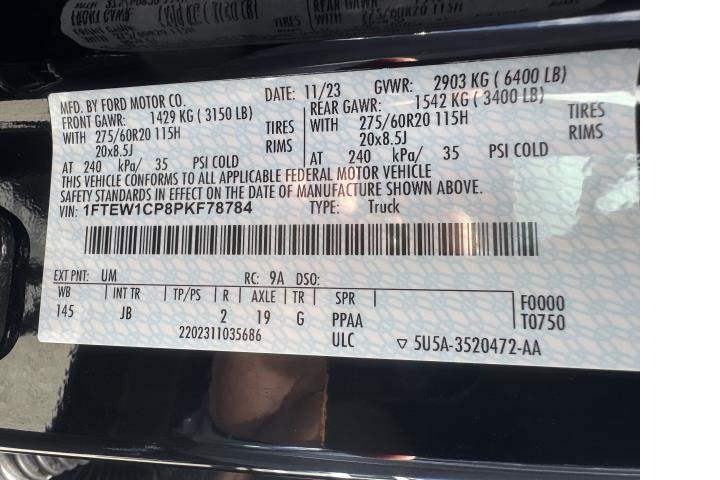 REAR GAWR:
275/60R20 115H
MFD. BY FORD MOTOR CO. DATE: 11/23 GVWR: 2903 KG ( 6400 LB)
FRONT GAWR: 1429 KG ( 3150 LB) REAR GAWR: 1542 KG ( 3400 LB)
WITH 275/60R20 115H TIRES WITH 275/60R20 115H TIRES
20x8.5J RIMS 20x8.5J RIMS
AT 240 kPa/ 35 PSI COLD AT 240 kPa/ 35 PSI COLD
THIS VEHICLE CONFORMS TO ALL APPLICABLE FEDERAL MOTOR VEHICLE
SAFETY STANDARDS IN EFFECT ON THE DATE OF MANUFACTURE SHOWN ABOVE.
VIN: 1FTEW1CP8PKF78784 TYPE: Truck
EXT PNT: UM RC: 9A DSO:
WB INT TR TP/PS R AXLE TR SPR F0000
145 JB 2 19 G PPAA T0750
2202311035686 ULC ▽ 5U5A-3520472-AA